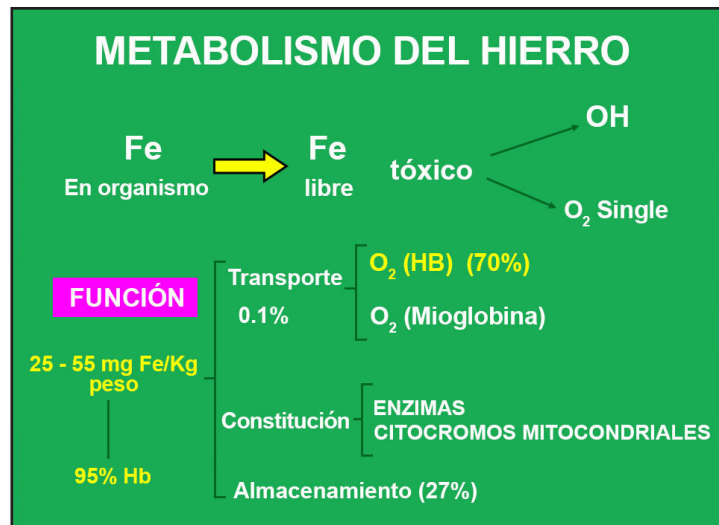 METABOLISMO DEL HIERRO
OH
Fe
Fe
tóxico
En organismo
libre
O₂ Single
FUNCIÓN
Transporte
0.1%
O₂ (HB) (70%)
O₂ (Mioglobina)
25 - 55 mg Fe/Kg
peso
Constitución
ENZIMAS
CITOCROMOS MITOCONDRIALES
95% Hb
Almacenamiento (27%)